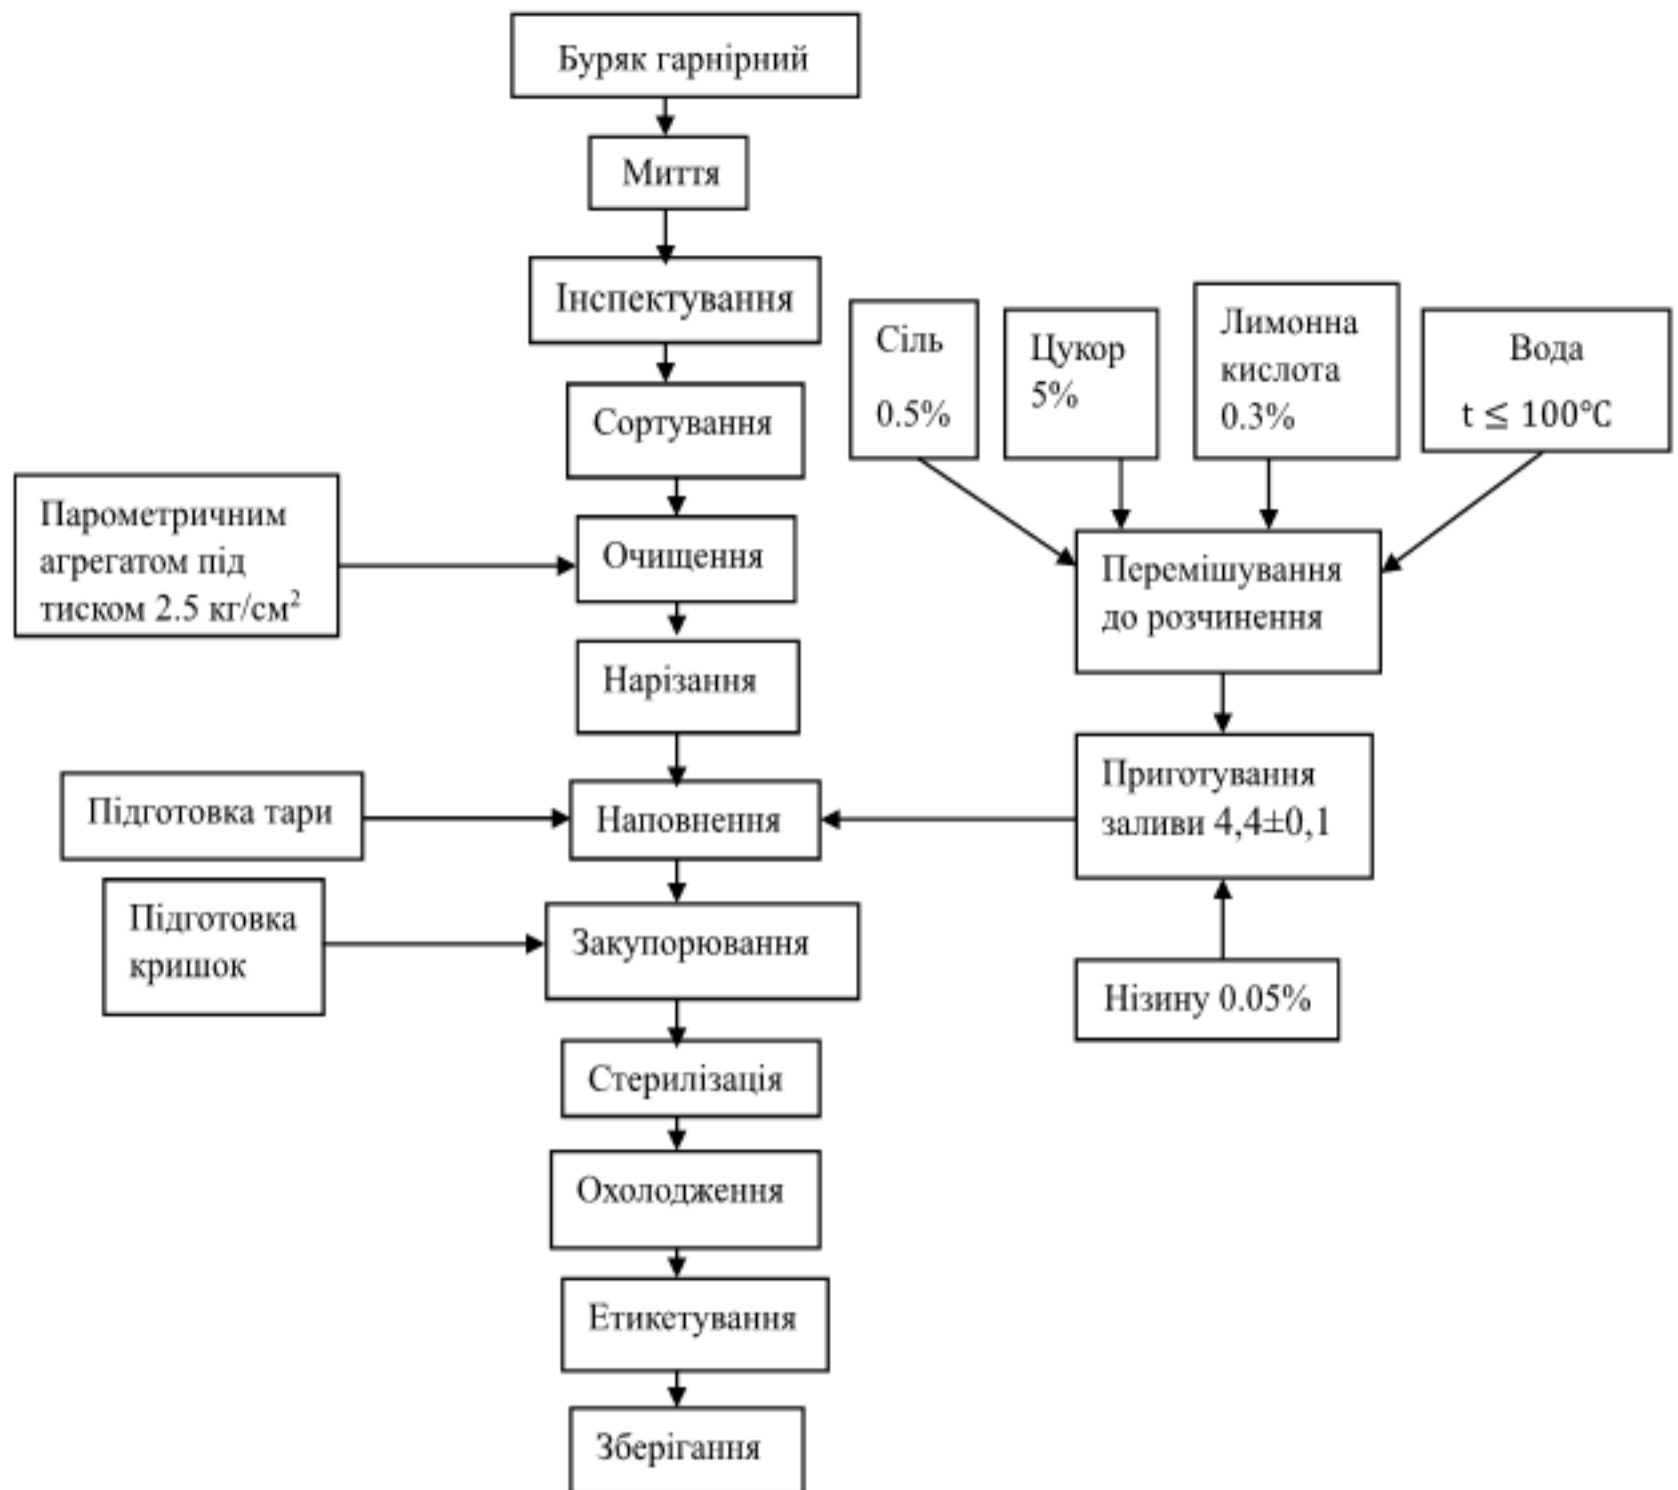 Буряк гарнірний
Миття
Інспектування
Сортування
Сіль
0.5%
Цукор
5%
Лимонна
кислота
0.3%
Вода
t ≤ 100°C
Парометричним
агрегатом під
тиском 2.5 кг/см²
Очищення
Перемішування
до розчинення
Нарізання
Підготовка тари
Наповнення
Приготування
заливи 4,4±0,1
Підготовка
кришок
Закупорювання
Нізину 0.05%
Стерилізація
Охолодження
Етикетування
Зберігання